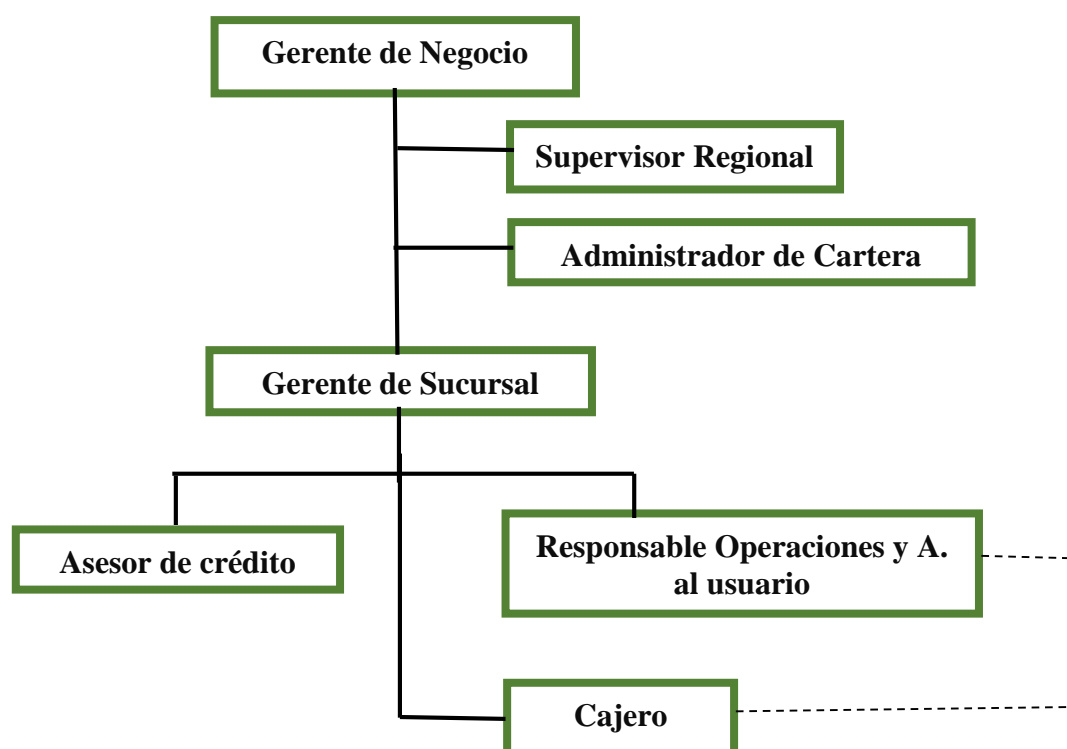 Gerente de Negocio
Supervisor Regional
Administrador de Cartera
Gerente de Sucursal
Asesor de crédito
Responsable Operaciones y A.
al usuario
Cajero